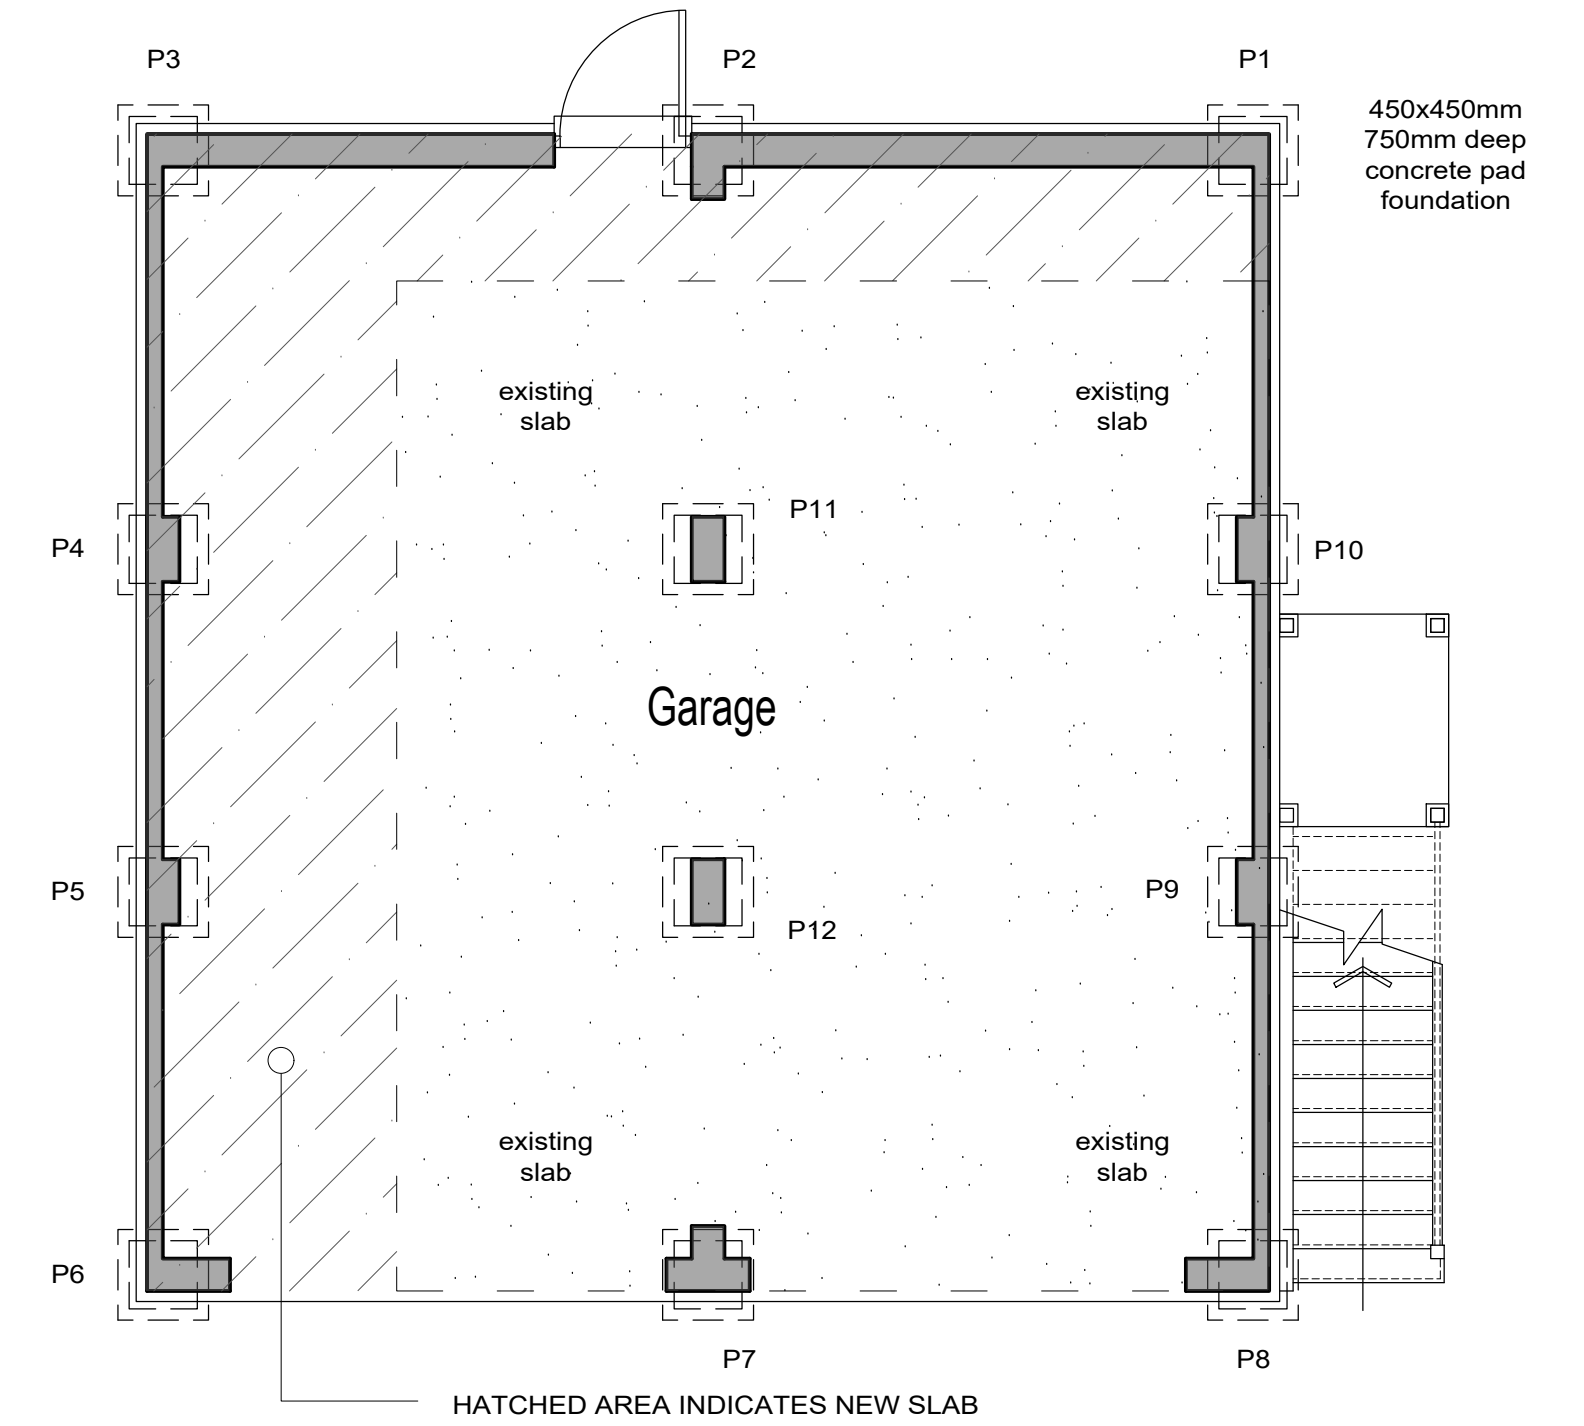 P3
P2
P1
450x450mm
750mm deep
concrete pad
foundation
existing
slab
existing
slab
P11
P4
P10
Garage
P5
P9
P12
existing
slab
existing
slab
P6
P7
P8
HATCHED AREA INDICATES NEW SLAB